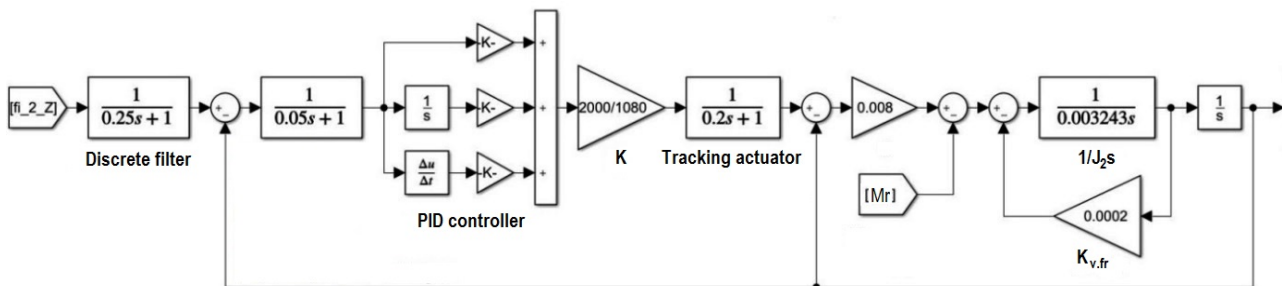 [fi_2_Z]
1
0.25s + 1
Discrete filter
+
−
1
0.05s + 1
-K-
1
s
-K-
Δu
Δt
-K-
PID controller
+
+
+
+
2000/1080
K
1
0.2s + 1
Tracking actuator
+
−
0.008
[Mr]
+
−
+
−
1
0.003243s
1/J₂s
0.0002
Kv.fr
1
s